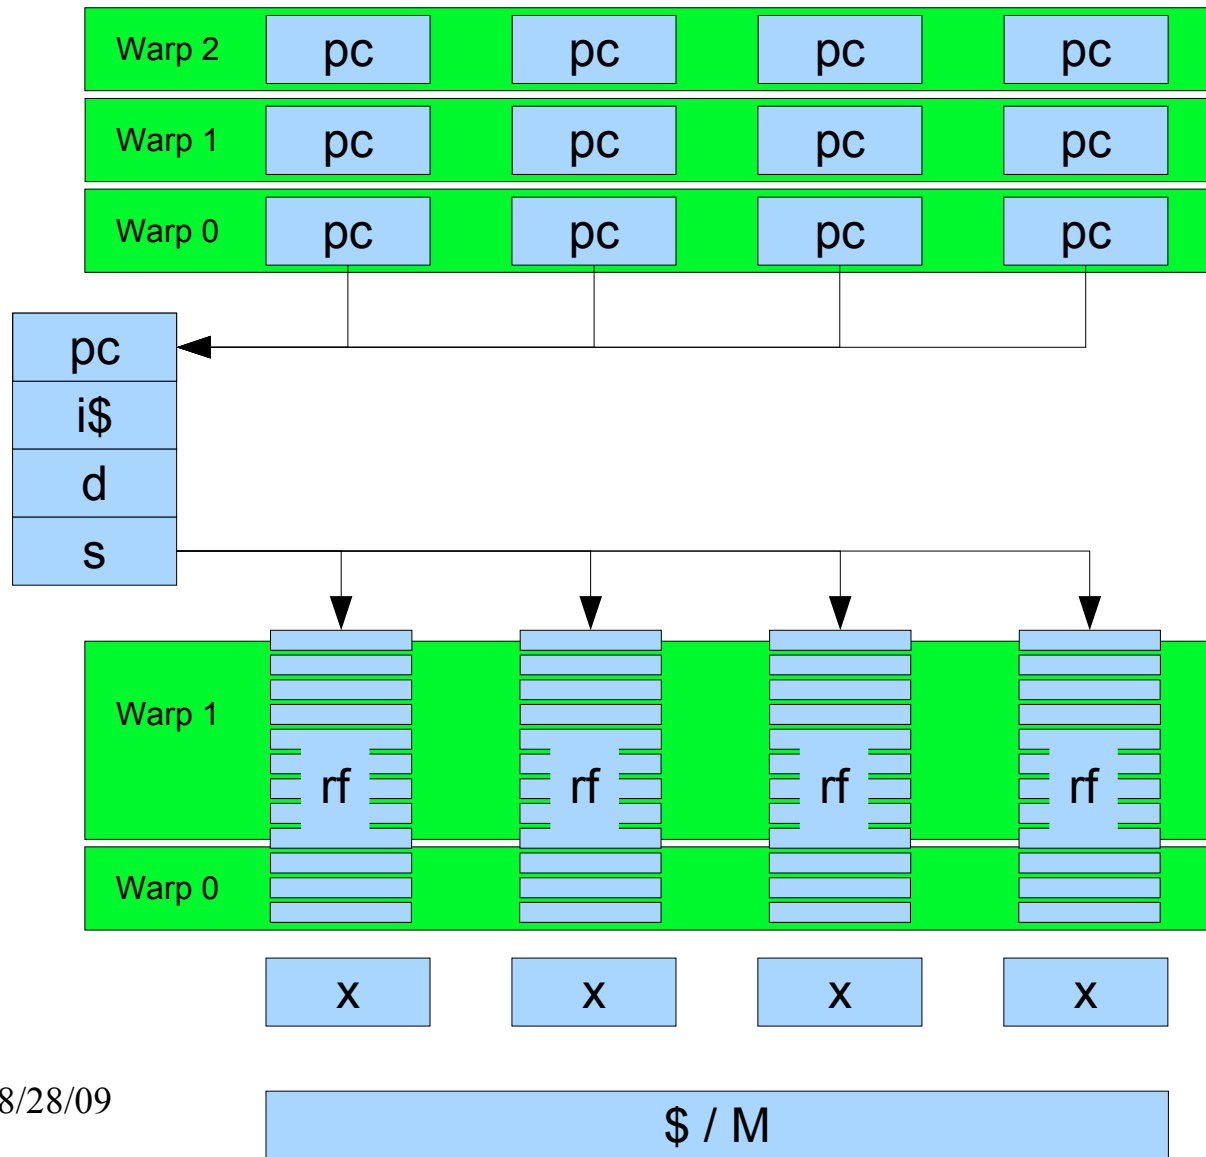 Warp 2 pc pc pc pc
Warp 1 pc pc pc pc
Warp 0 pc pc pc pc
pc
i$
d
s
Warp 1
rf rf rf rf
Warp 0
x x x x
8/28/09
$ / M